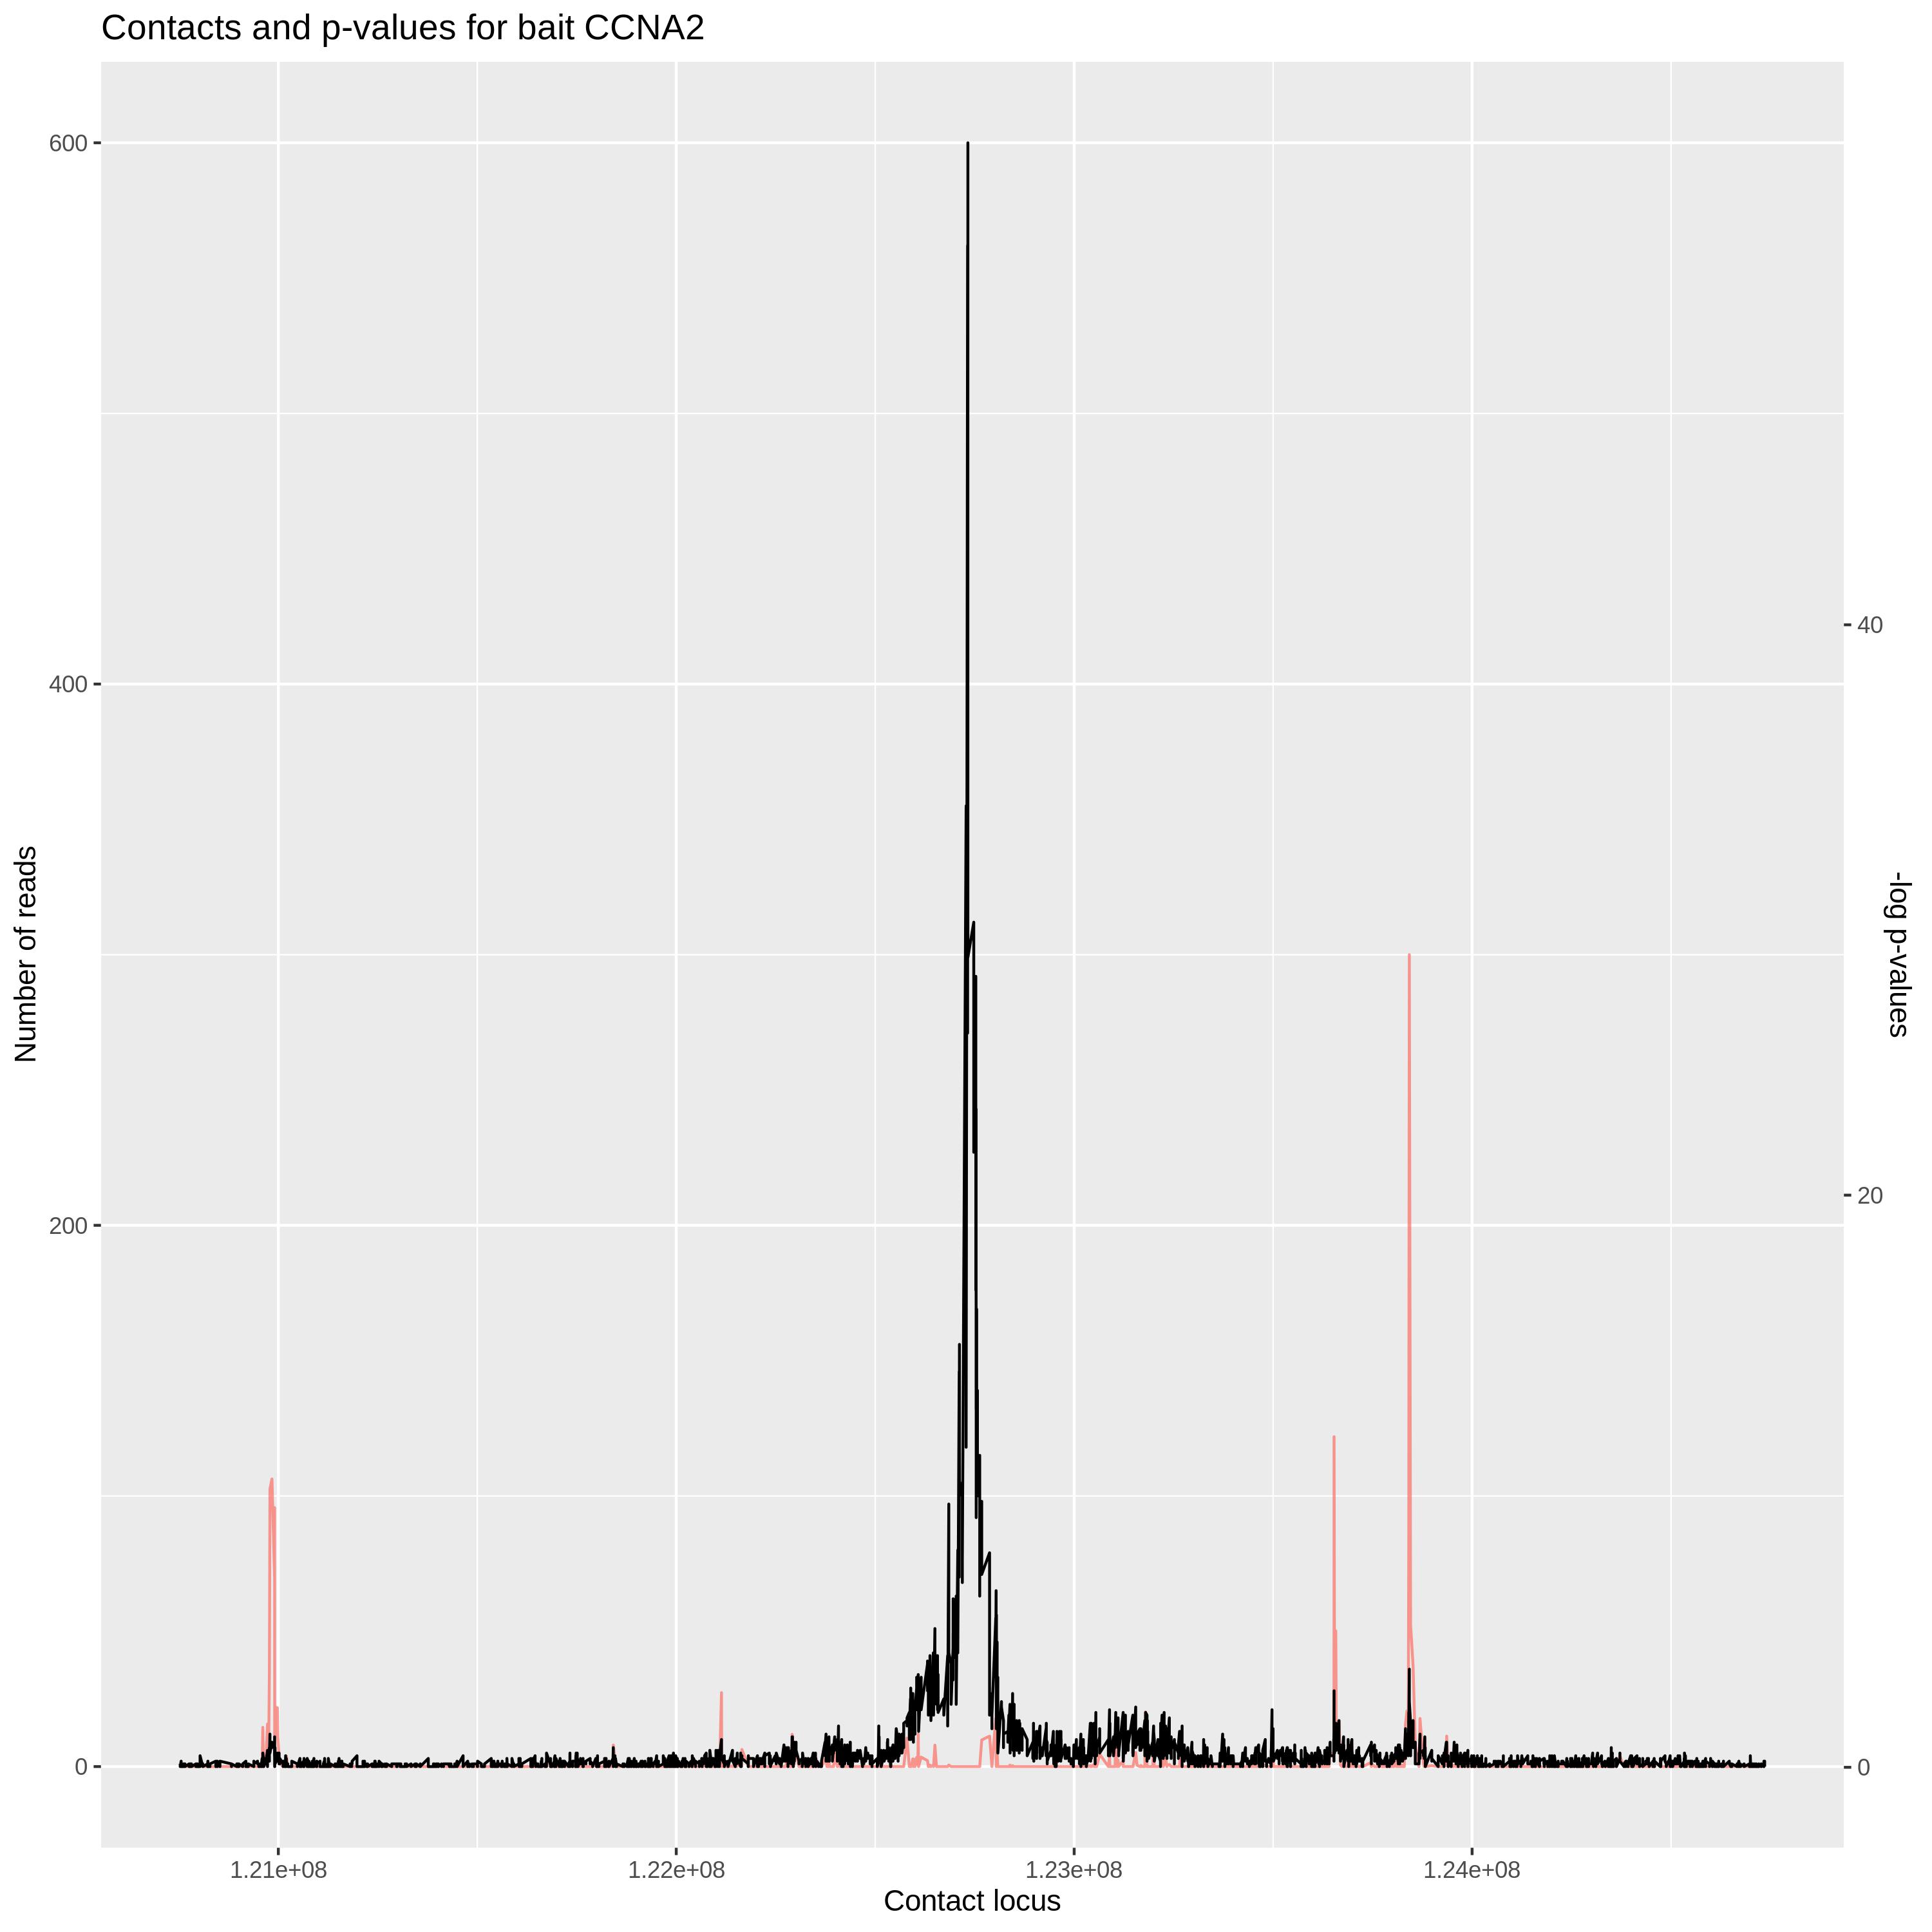 Contacts and p-values for bait CCNA2
600
400
200
0
Number of reads
40
20
0
-log p-values
1.21e+08
1.22e+08
1.23e+08
1.24e+08
Contact locus